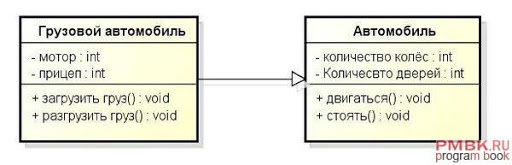 Грузовой автомобиль
- мотор : int
- прицеп : int
+ загрузить груз() : void
+ разгрузить груз() : void
Автомобиль
- количество колёс : int
- Количесвто дверей : int
+ двигаться() : void
+ стоять() : void
PMBK.RU
program book